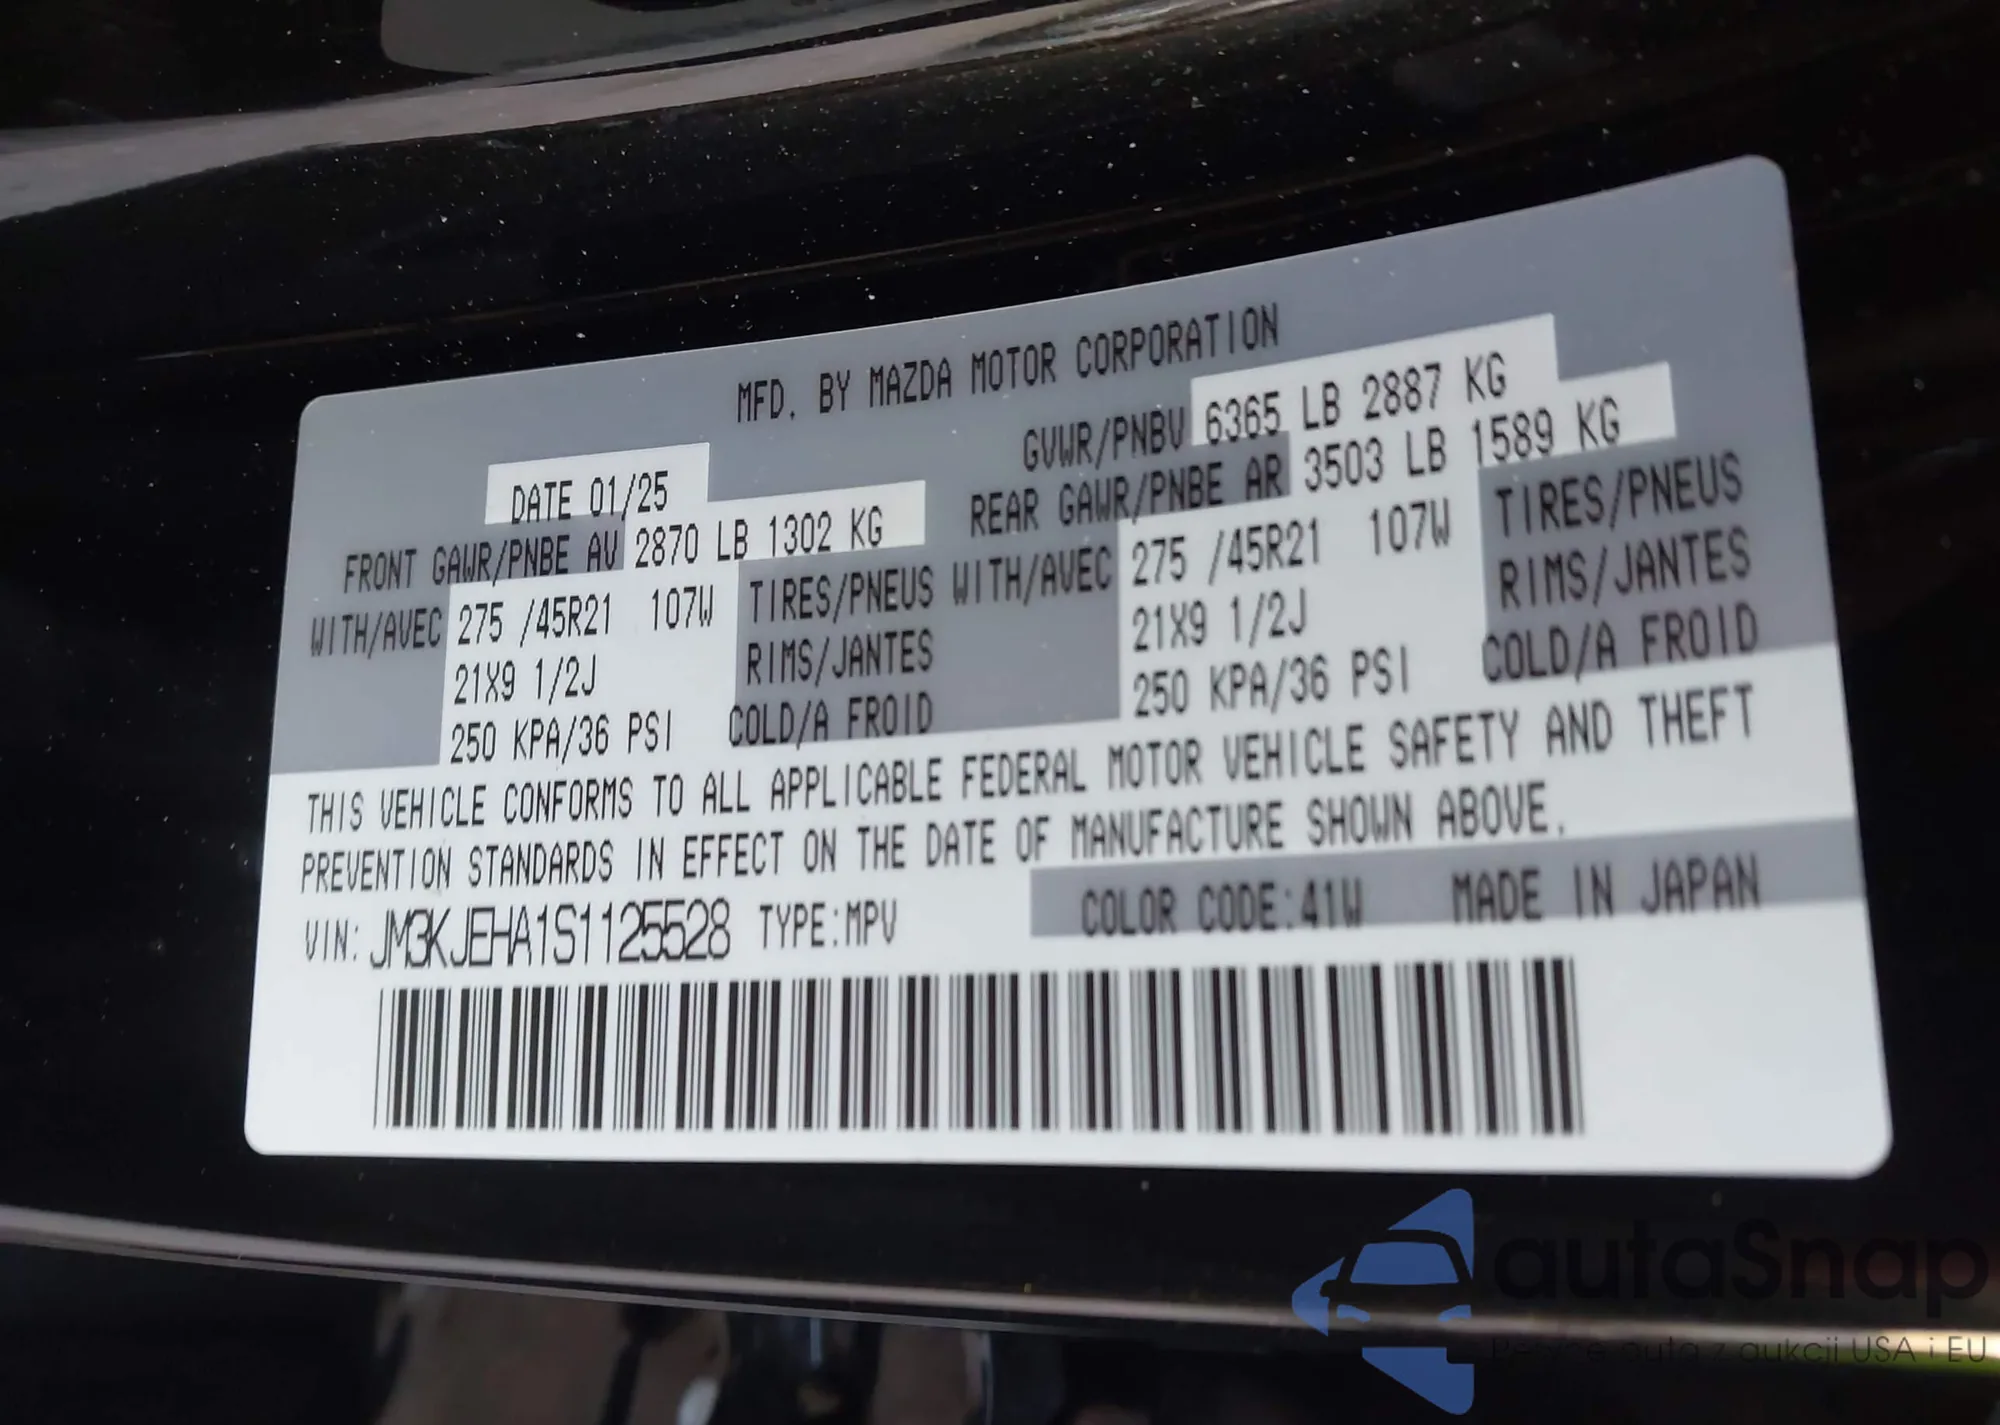 MFD. BY MAZDA MOTOR CORPORATION
DATE 01/25 GVWR/PNBV 6365 LB 2887 KG
FRONT GAWR/PNBE AV 2870 LB 1302 KG REAR GAWR/PNBE AR 3503 LB 1589 KG
WITH/AVEC 275 /45R21 107W TIRES/PNEUS WITH/AVEC 275 /45R21 107W TIRES/PNEUS
21X9 1/2J RIMS/JANTES 21X9 1/2J RIMS/JANTES
250 KPA/36 PSI COLD/A FROID 250 KPA/36 PSI COLD/A FROID
THIS VEHICLE CONFORMS TO ALL APPLICABLE FEDERAL MOTOR VEHICLE SAFETY AND THEFT
PREVENTION STANDARDS IN EFFECT ON THE DATE OF MANUFACTURE SHOWN ABOVE.
VIN: JM3KJEHA1S1125528 TYPE:MPV COLOR CODE:41W MADE IN JAPAN
autaSnap
auta z aukcji USA i EU